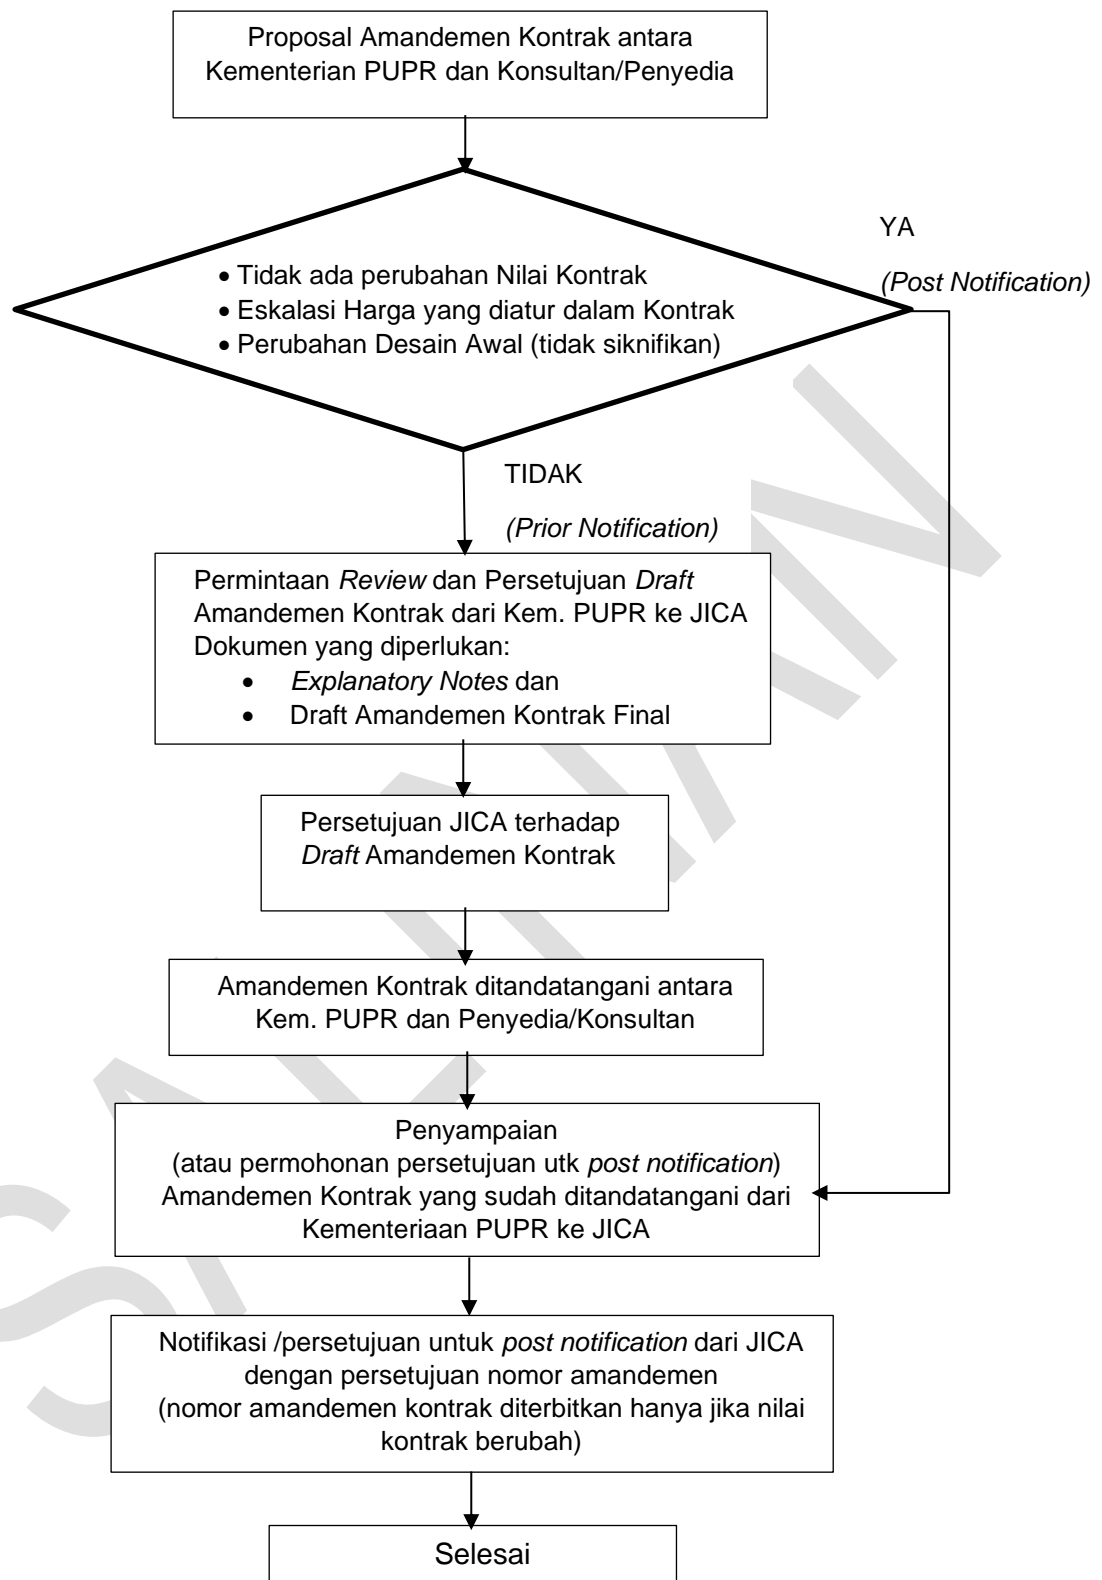 Proposal Amandemen Kontrak antara
Kementerian PUPR dan Konsultan/Penyedia
YA
(Post Notification)
• Tidak ada perubahan Nilai Kontrak
• Eskalasi Harga yang diatur dalam Kontrak
• Perubahan Desain Awal (tidak siknifikan)
TIDAK
(Prior Notification)
Permintaan Review dan Persetujuan Draft
Amandemen Kontrak dari Kem. PUPR ke JICA
Dokumen yang diperlukan:
• Explanatory Notes dan
• Draft Amandemen Kontrak Final
Persetujuan JICA terhadap
Draft Amandemen Kontrak
Amandemen Kontrak ditandatangani antara
Kem. PUPR dan Penyedia/Konsultan
Penyampaian
(atau permohonan persetujuan utk post notification)
Amandemen Kontrak yang sudah ditandatangani dari
Kementeriaan PUPR ke JICA
Notifikasi /persetujuan untuk post notification dari JICA
dengan persetujuan nomor amandemen
(nomor amandemen kontrak diterbitkan hanya jika nilai
kontrak berubah)
Selesai
SALINAN